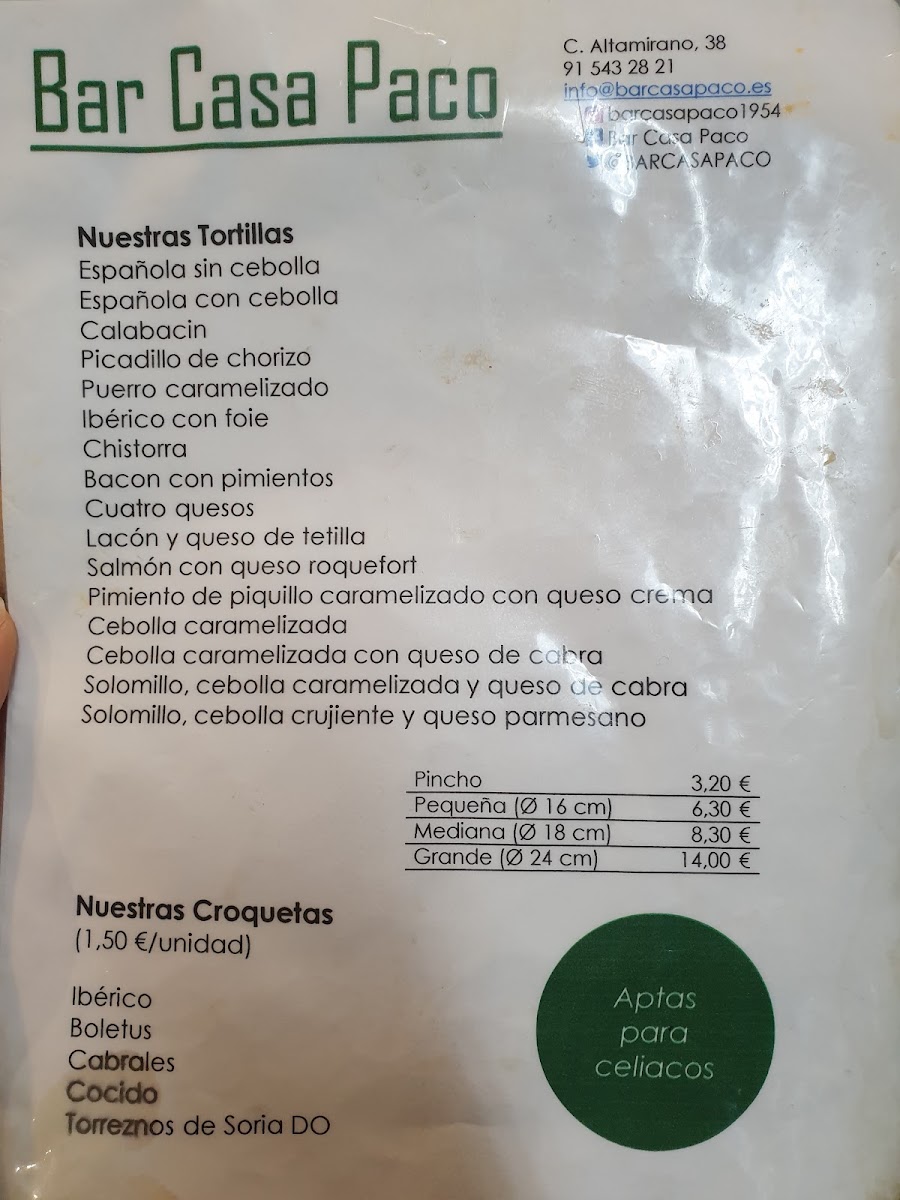 Bar Casa Paco
C. Altamirano, 38
91 543 28 21
info@barcasapaco.es
barcasapaco1954
Bar Casa Paco
@BARCASAPACO
Nuestras Tortillas
Española sin cebolla
Española con cebolla
Calabacin
Picadillo de chorizo
Puerro caramelizado
Ibérico con foie
Chistorra
Bacon con pimientos
Cuatro quesos
Lacón y queso de tetilla
Salmón con queso roquefort
Pimiento de piquillo caramelizado con queso crema
Cebolla caramelizada
Cebolla caramelizada con queso de cabra
Solomillo, cebolla caramelizada y queso de cabra
Solomillo, cebolla crujiente y queso parmesano
Pincho 3,20 €
Pequeña (Ø 16 cm) 6,30 €
Mediana (Ø 18 cm) 8,30 €
Grande (Ø 24 cm) 14,00 €
Nuestras Croquetas
(1,50 €/unidad)
Ibérico
Boletus
Cabrales
Cocido
Torreznos de Soria DO
Aptas
para
celiacos